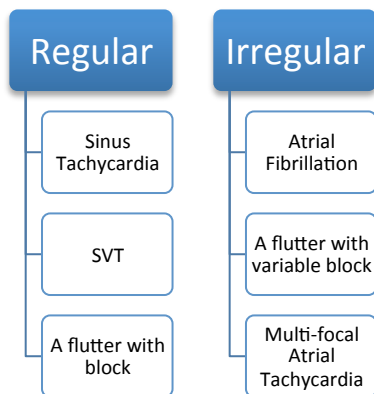 Regular
Sinus
Tachycardia
SVT
A flutter with
block
Irregular
Atrial
Fibrillation
A flutter with
variable block
Multi-focal
Atrial
Tachycardia